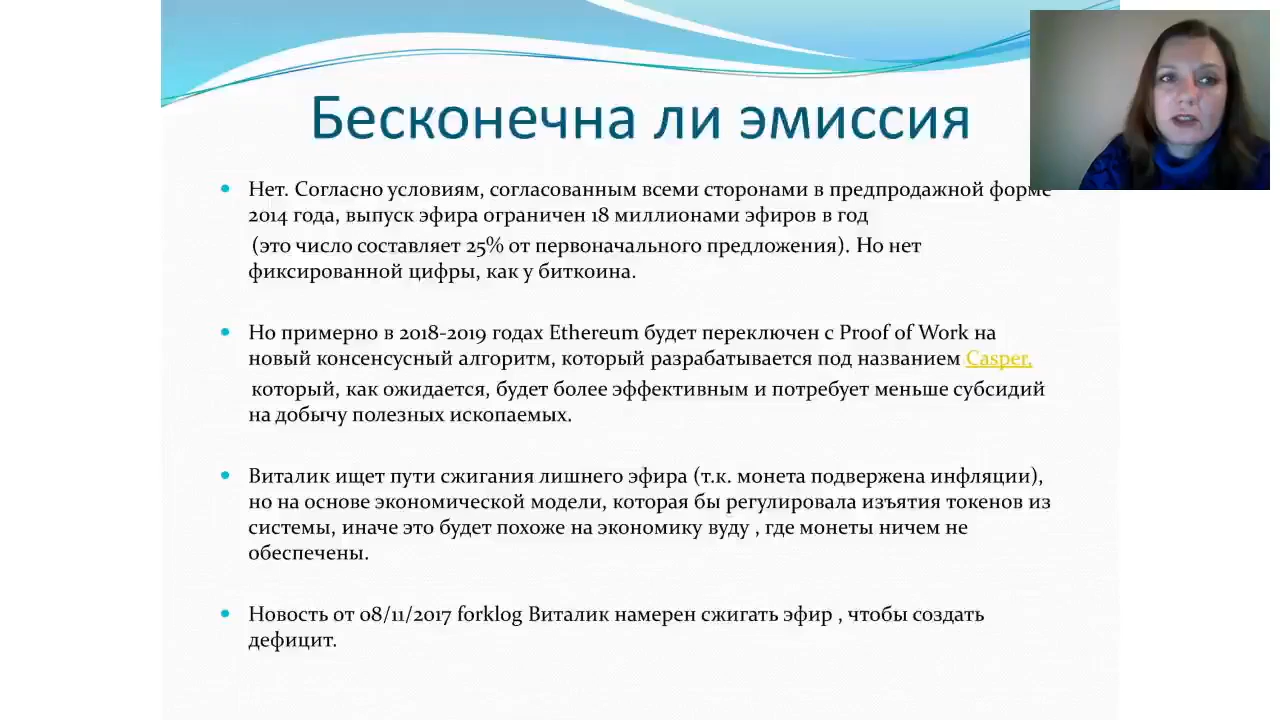 Бесконечна ли эмиссия
Нет. Согласно условиям, согласованным всеми сторонами в предпродажной форме
2014 года, выпуск эфира ограничен 18 миллионами эфиров в год
(это число составляет 25% от первоначального предложения). Но нет
фиксированной цифры, как у биткоина.
Но примерно в 2018-2019 годах Ethereum будет переключен с Proof of Work на
новый консенсусный алгоритм, который разрабатывается под названием Casper,
который, как ожидается, будет более эффективным и потребует меньше субсидий
на добычу полезных ископаемых.
Виталик ищет пути сжигания лишнего эфира (т.к. монета подвержена инфляции),
но на основе экономической модели, которая бы регулировала изъятия токенов из
системы, иначе это будет похоже на экономику вуду , где монеты ничем не
обеспечены.
Новость от 08/11/2017 forklog Виталик намерен сжигать эфир , чтобы создать
дефицит.